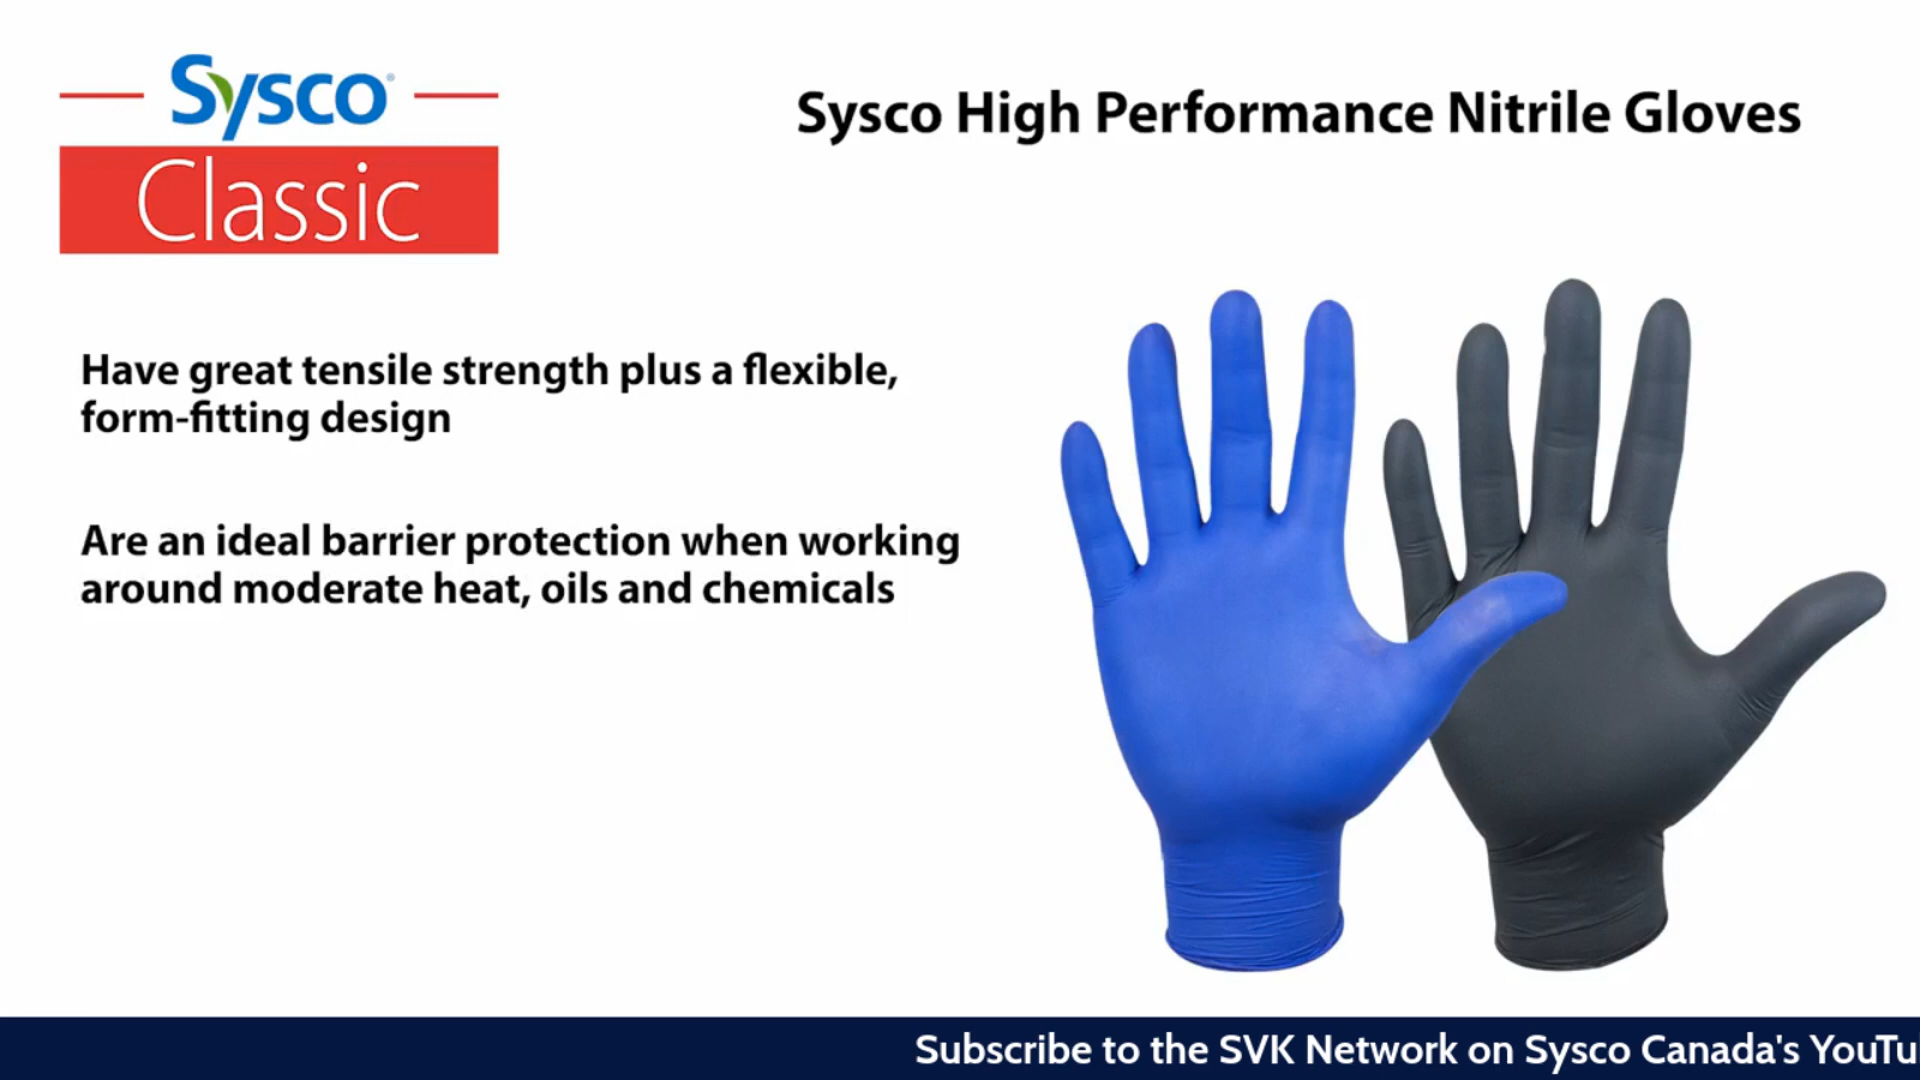 Sysco®
Classic
Sysco High Performance Nitrile Gloves
Have great tensile strength plus a flexible,
form-fitting design
Are an ideal barrier protection when working
around moderate heat, oils and chemicals
Subscribe to the SVK Network on Sysco Canada's YouTu